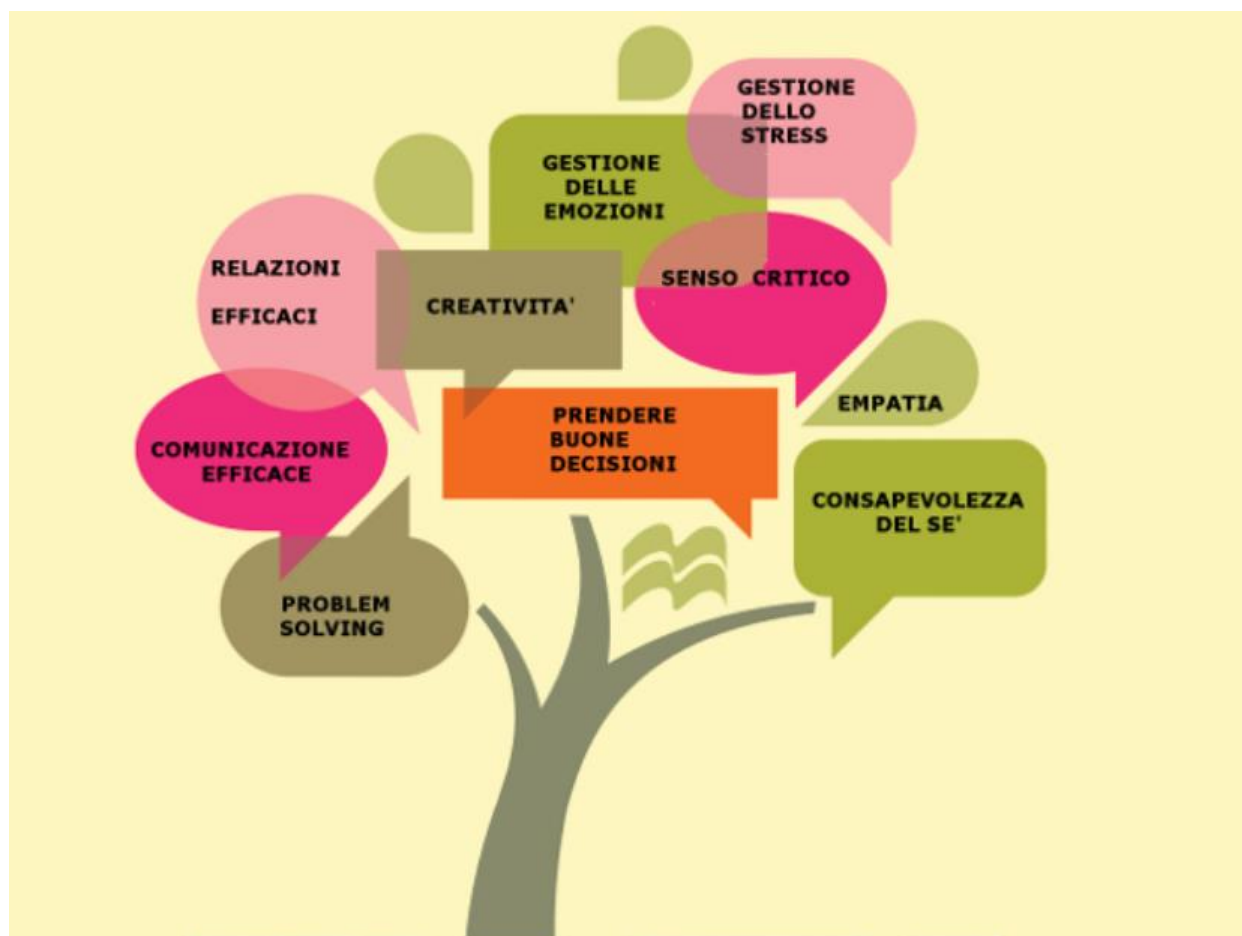 GESTIONE
DELLO
STRESS
GESTIONE
DELLE
EMOZIONI
RELAZIONI
EFFICACI
CREATIVITA'
SENSO CRITICO
COMUNICAZIONE
EFFICACE
PRENDERE
BUONE
DECISIONI
EMPATIA
CONSAPEVOLEZZA
DEL SE'
PROBLEM
SOLVING